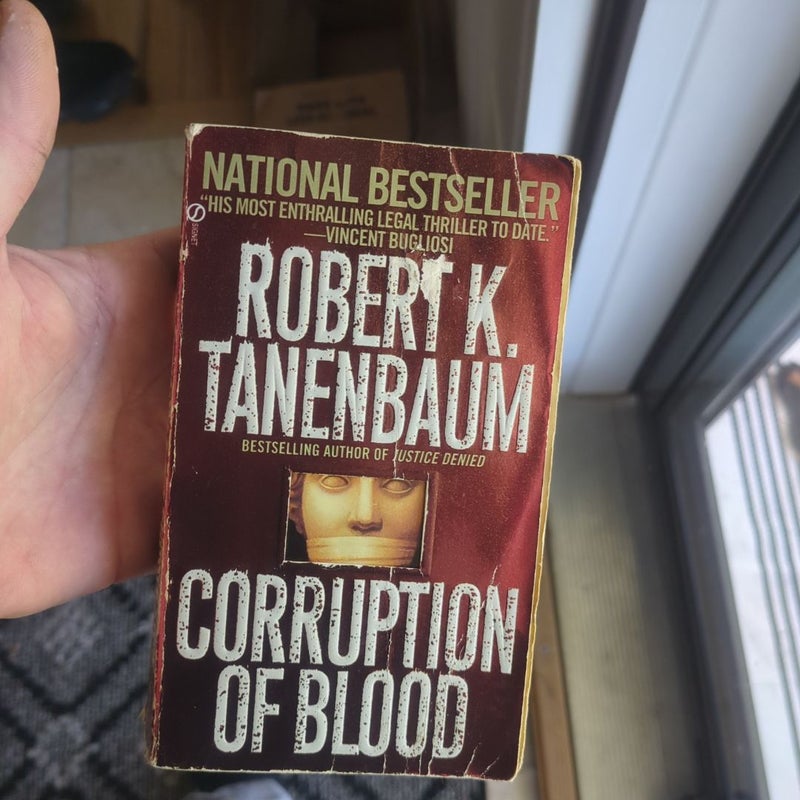 NATIONAL BESTSELLER
"HIS MOST ENTHRALLING LEGAL THRILLER TO DATE."
—VINCENT BUGLIOSI
SIGNET
ROBERT K.
TANENBAUM
BESTSELLING AUTHOR OF JUSTICE DENIED
CORRUPTION
OF BLOOD